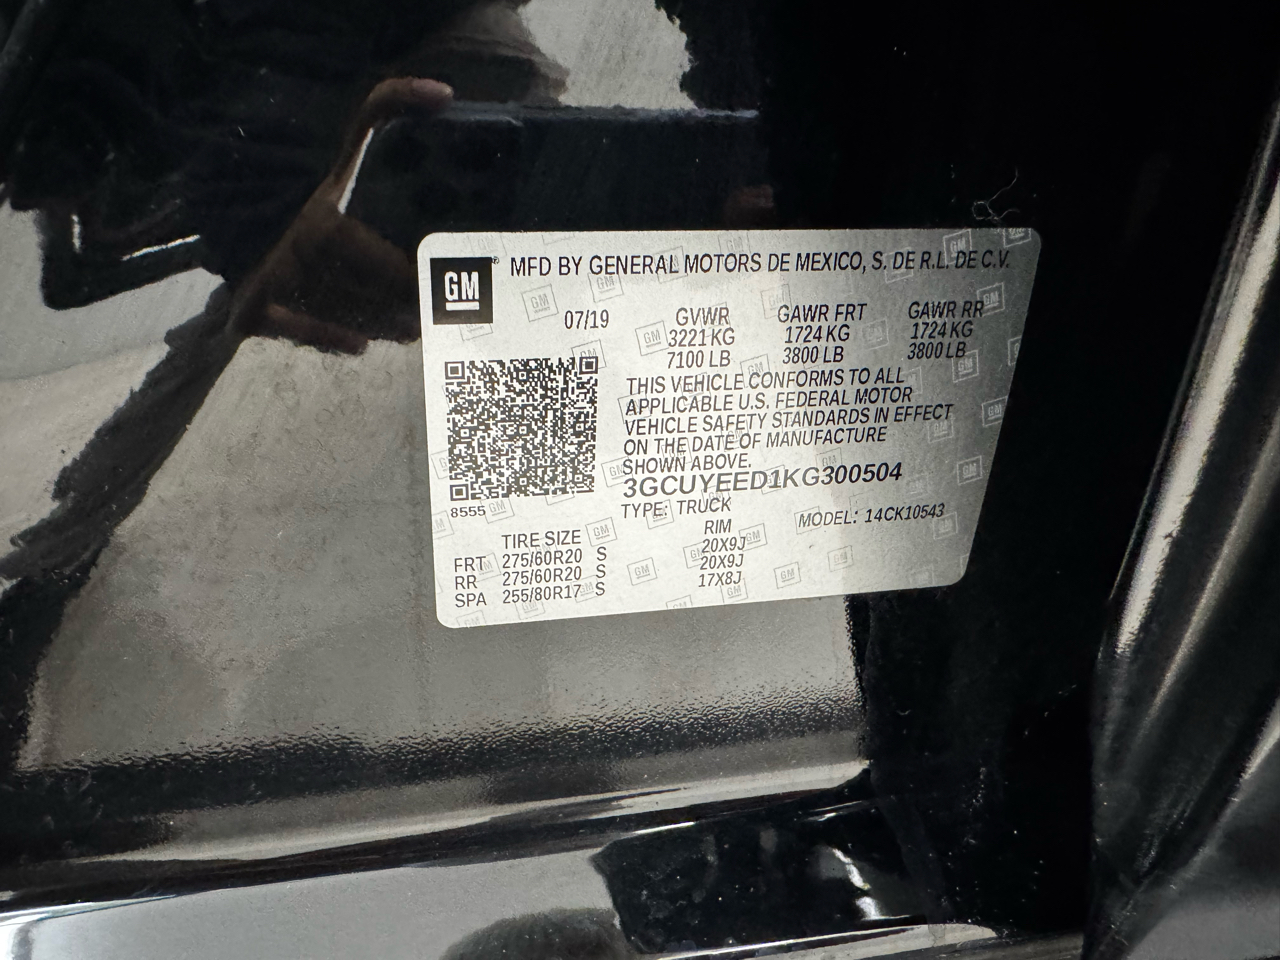 GM
MFD BY GENERAL MOTORS DE MEXICO, S. DE R.L. DE C.V.
07/19 GVWR GAWR FRT GAWR RR
3221 KG 1724 KG 1724 KG
7100 LB 3800 LB 3800 LB
THIS VEHICLE CONFORMS TO ALL
APPLICABLE U.S. FEDERAL MOTOR
VEHICLE SAFETY STANDARDS IN EFFECT
ON THE DATE OF MANUFACTURE
SHOWN ABOVE.
3GCUYEED1KG300504
8555
TYPE: TRUCK MODEL: 14CK10543
TIRE SIZE RIM
FRT 275/60R20 S 20X9J
RR 275/60R20 S 20X9J
SPA 255/80R17 S 17X8J